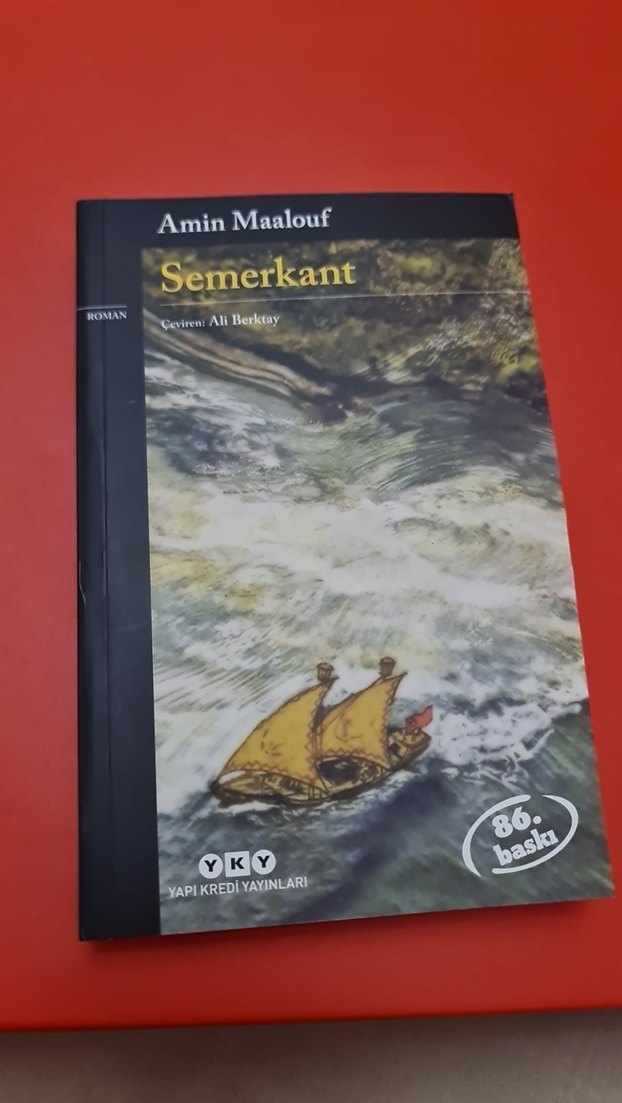 Amin Maalouf
Semerkant
ROMAN
Çeviren: Ali Berktay
86.
baskı
YKY
YAPI KREDİ YAYINLARI